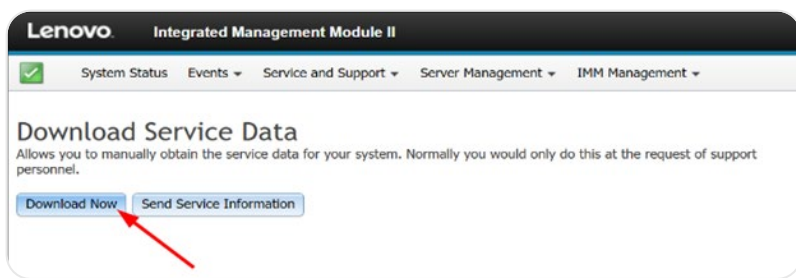 Lenovo. Integrated Management Module II
System Status Events Service and Support Server Management IMM Management
Download Service Data
Allows you to manually obtain the service data for your system. Normally you would only do this at the request of support
personnel.
Download Now Send Service Information